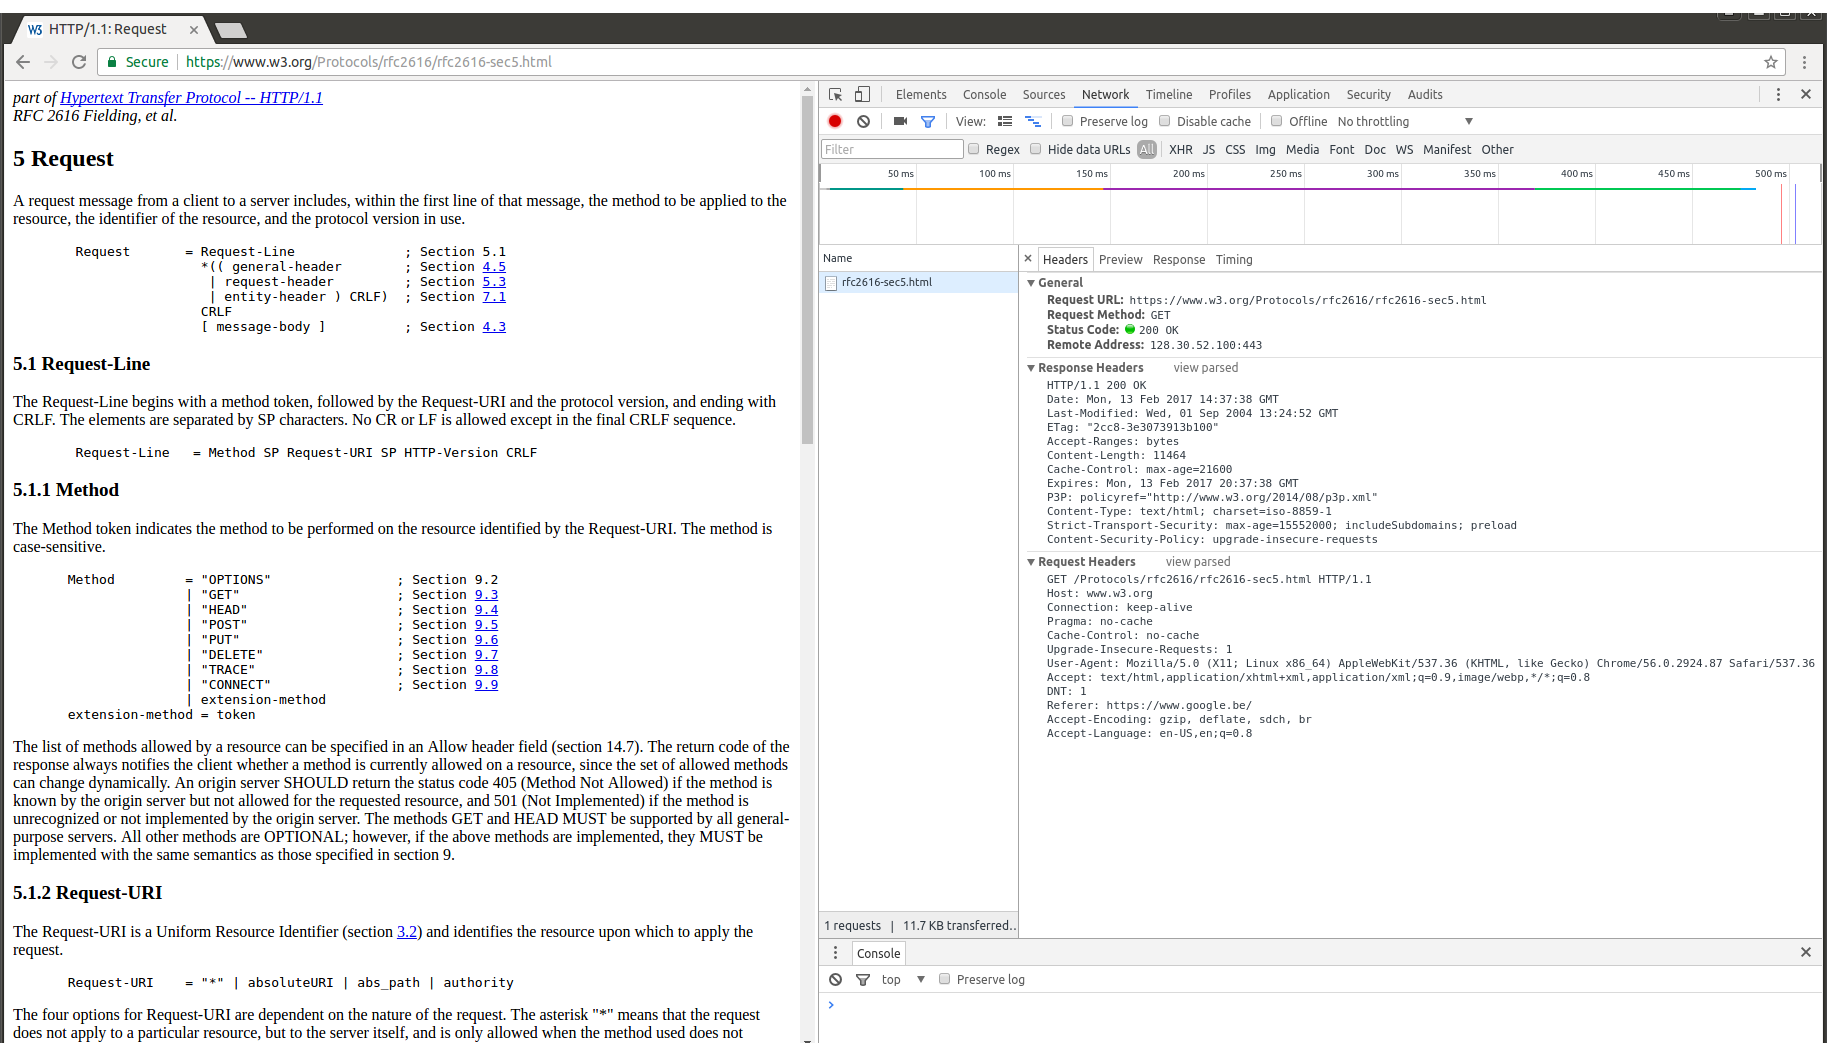 HTTP/1.1: Request
Secure https://www.w3.org/Protocols/rfc2616/rfc2616-sec5.html
part of Hypertext Transfer Protocol -- HTTP/1.1
RFC 2616 Fielding, et al.
5 Request
A request message from a client to a server includes, within the first line of that message, the method to be applied to the
resource, the identifier of the resource, and the protocol version in use.
Request = Request-Line ; Section 5.1
*(( general-header ; Section 4.5
| request-header ; Section 5.3
| entity-header ) CRLF) ; Section 7.1
CRLF
[ message-body ] ; Section 4.3
5.1 Request-Line
The Request-Line begins with a method token, followed by the Request-URI and the protocol version, and ending with
CRLF. The elements are separated by SP characters. No CR or LF is allowed except in the final CRLF sequence.
Request-Line = Method SP Request-URI SP HTTP-Version CRLF
5.1.1 Method
The Method token indicates the method to be performed on the resource identified by the Request-URI. The method is
case-sensitive.
Method = "OPTIONS" ; Section 9.2
| "GET" ; Section 9.3
| "HEAD" ; Section 9.4
| "POST" ; Section 9.5
| "PUT" ; Section 9.6
| "DELETE" ; Section 9.7
| "TRACE" ; Section 9.8
| "CONNECT" ; Section 9.9
| extension-method
extension-method = token
The list of methods allowed by a resource can be specified in an Allow header field (section 14.7). The return code of the
response always notifies the client whether a method is currently allowed on a resource, since the set of allowed methods
can change dynamically. An origin server SHOULD return the status code 405 (Method Not Allowed) if the method is
known by the origin server but not allowed for the requested resource, and 501 (Not Implemented) if the method is
unrecognized or not implemented by the origin server. The methods GET and HEAD MUST be supported by all general-
purpose servers. All other methods are OPTIONAL; however, if the above methods are implemented, they MUST be
implemented with the same semantics as those specified in section 9.
5.1.2 Request-URI
The Request-URI is a Uniform Resource Identifier (section 3.2) and identifies the resource upon which to apply the
request.
Request-URI = "*" | absoluteURI | abs_path | authority
The four options for Request-URI are dependent on the nature of the request. The asterisk "*" means that the request
does not apply to a particular resource, but to the server itself, and is only allowed when the method used does not
Elements Console Sources Network Timeline Profiles Application Security Audits
View: Preserve log Disable cache Offline No throttling
Filter Regex Hide data URLs All XHR JS CSS Img Media Font Doc WS Manifest Other
50 ms 100 ms 150 ms 200 ms 250 ms 300 ms 350 ms 400 ms 450 ms 500 ms
Name
rfc2616-sec5.html
1 requests | 11.7 KB transferred...
Headers Preview Response Timing
General
Request URL: https://www.w3.org/Protocols/rfc2616/rfc2616-sec5.html
Request Method: GET
Status Code: 200 OK
Remote Address: 128.30.52.100:443
Response Headers view parsed
HTTP/1.1 200 OK
Date: Mon, 13 Feb 2017 14:37:38 GMT
Last-Modified: Wed, 01 Sep 2004 13:24:52 GMT
ETag: "2cc8-3e3073913b100"
Accept-Ranges: bytes
Content-Length: 11464
Cache-Control: max-age=21600
Expires: Mon, 13 Feb 2017 20:37:38 GMT
P3P: policyref="http://www.w3.org/2014/08/p3p.xml"
Content-Type: text/html; charset=iso-8859-1
Strict-Transport-Security: max-age=15552000; includeSubdomains; preload
Content-Security-Policy: upgrade-insecure-requests
Request Headers view parsed
GET /Protocols/rfc2616/rfc2616-sec5.html HTTP/1.1
Host: www.w3.org
Connection: keep-alive
Pragma: no-cache
Cache-Control: no-cache
Upgrade-Insecure-Requests: 1
User-Agent: Mozilla/5.0 (X11; Linux x86_64) AppleWebKit/537.36 (KHTML, like Gecko) Chrome/56.0.2924.87 Safari/537.36
Accept: text/html,application/xhtml+xml,application/xml;q=0.9,image/webp,*/*;q=0.8
DNT: 1
Referer: https://www.google.be/
Accept-Encoding: gzip, deflate, sdch, br
Accept-Language: en-US,en;q=0.8
Console
top Preserve log